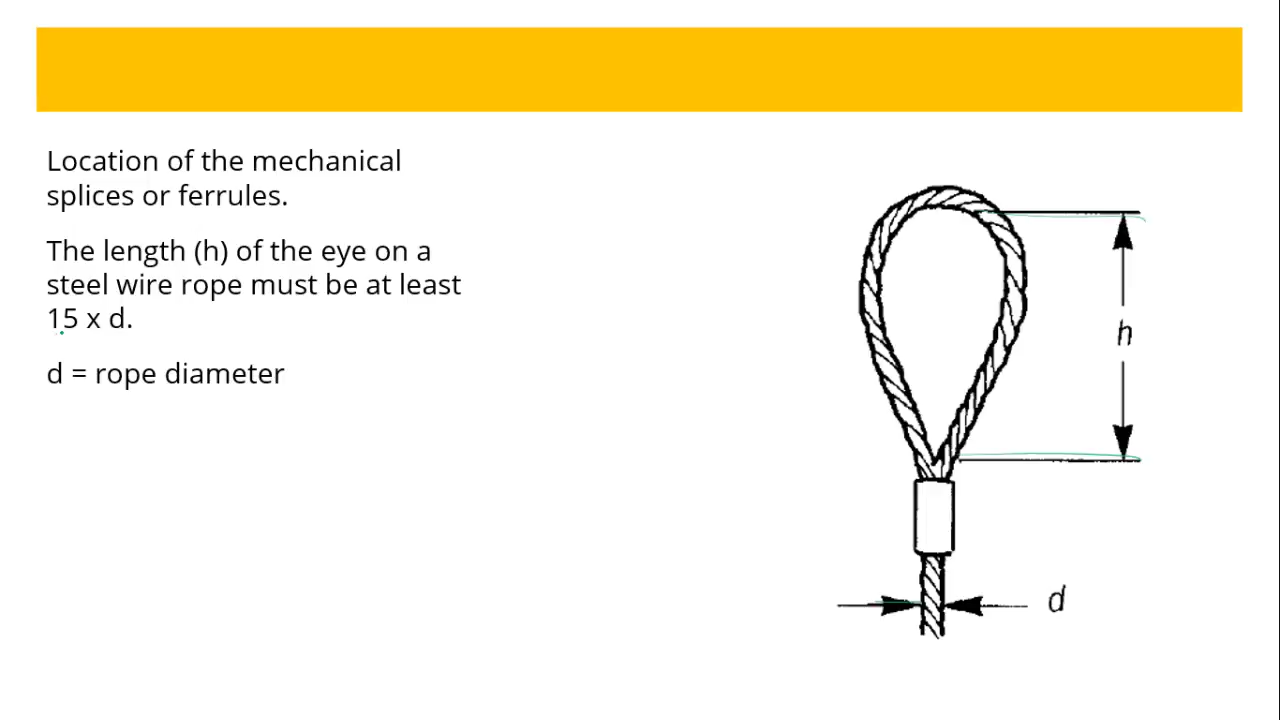 Location of the mechanical
splices or ferrules.
The length (h) of the eye on a
steel wire rope must be at least
15 x d.
d = rope diameter
h
d